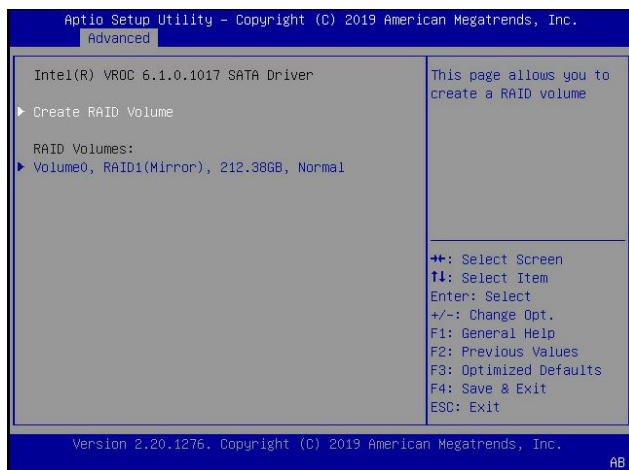 Aptio Setup Utility – Copyright (C) 2019 American Megatrends, Inc.
Advanced
Intel(R) VROC 6.1.0.1017 SATA Driver
► Create RAID Volume
RAID Volumes:
► Volume0, RAID1(Mirror), 212.38GB, Normal
This page allows you to
create a RAID volume
→←: Select Screen
↑↓: Select Item
Enter: Select
+/-: Change Opt.
F1: General Help
F2: Previous Values
F3: Optimized Defaults
F4: Save & Exit
ESC: Exit
Version 2.20.1276. Copyright (C) 2019 American Megatrends, Inc.
AB